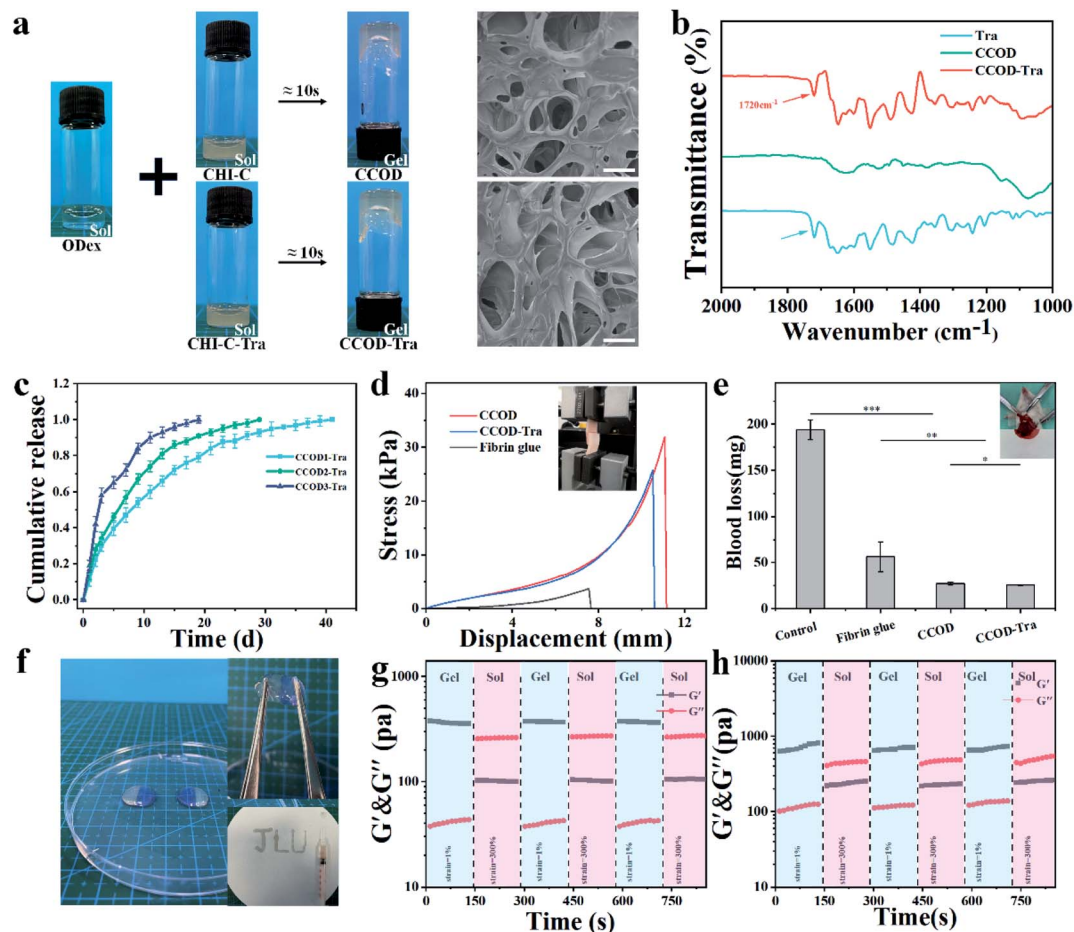 a
Sol
ODex
+
Sol
CHI-C
≈ 10s
Gel
CCOD
Sol
CHI-C-Tra
≈ 10s
Gel
CCOD-Tra
b
Transmittance (%)
Tra
CCOD
CCOD-Tra
1720cm⁻¹
2000 1800 1600 1400 1200 1000
Wavenumber (cm⁻¹)
c
Cumulative release
1.2
1.0
0.8
0.6
0.4
0.2
0.0
CCOD1-Tra
CCOD2-Tra
CCOD3-Tra
0 10 20 30 40
Time (d)
d
Stress (kPa)
40
30
20
10
0
CCOD
CCOD-Tra
Fibrin glue
0 4 8 12
Displacement (mm)
e
Blood loss(mg)
200
150
100
50
0
***
**
*
Control Fibrin glue CCOD CCOD-Tra
f
JLU
g
G′&G″(pa)
1000
100
10
Gel Sol Gel Sol Gel Sol
G′
G″
strain=1% strain=300% strain=1% strain=300% strain=1% strain=300%
0 150 300 450 600 750
Time (s)
h
G′&G″(pa)
10000
1000
100
10
Gel Sol Gel Sol Gel Sol
G′
G″
strain=1% strain=300% strain=1% strain=300% strain=1% strain=300%
0 150 300 450 600 750
Time(s)